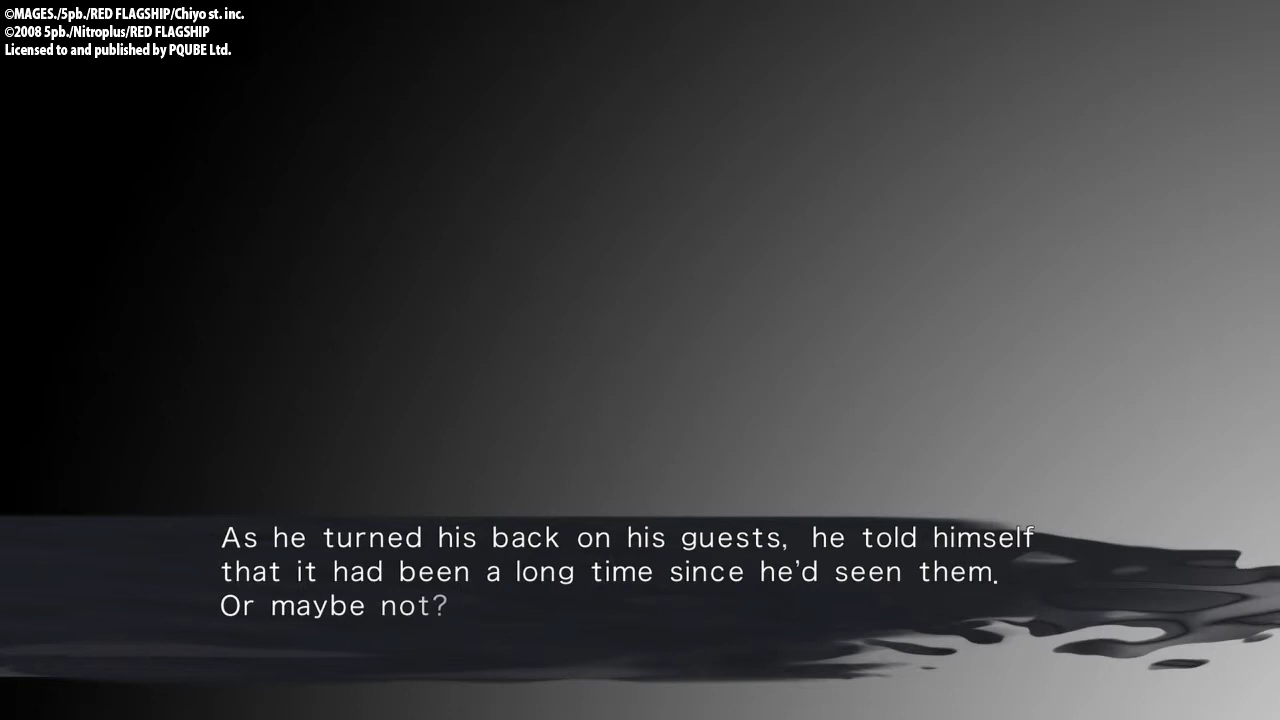 ©MAGES./5pb./RED FLAGSHIP/Chiyo st. inc.
©2008 5pb./Nitroplus/RED FLAGSHIP
Licensed to and published by PQUBE Ltd.
As he turned his back on his guests, he told himself
that it had been a long time since he'd seen them.
Or maybe not?